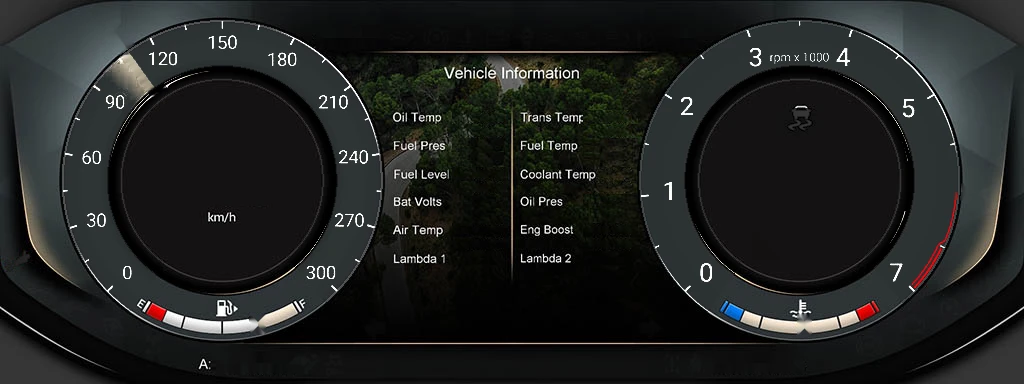 150
120 180
90 210
60 240
30 270
0 300
km/h
E F
A:
Vehicle Information
Oil Temp
Fuel Pres
Fuel Level
Bat Volts
Air Temp
Lambda 1
Trans Temp
Fuel Temp
Coolant Temp
Oil Pres
Eng Boost
Lambda 2
3 rpm x 1000 4
2 5
1
0 7